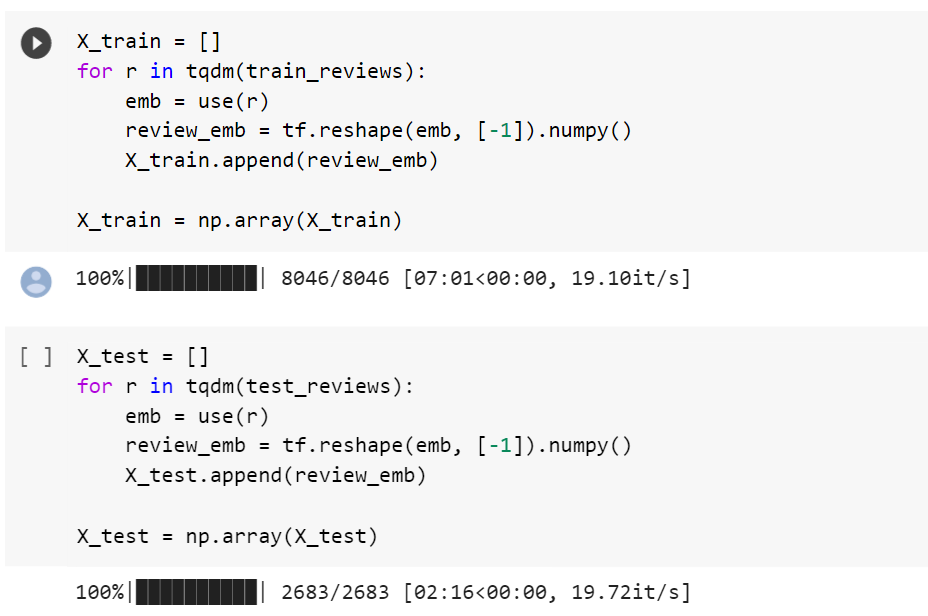 X_train = []
for r in tqdm(train_reviews):
    emb = use(r)
    review_emb = tf.reshape(emb, [-1]).numpy()
    X_train.append(review_emb)

X_train = np.array(X_train)
100%|██████████| 8046/8046 [07:01<00:00, 19.10it/s]
[ ] X_test = []
for r in tqdm(test_reviews):
    emb = use(r)
    review_emb = tf.reshape(emb, [-1]).numpy()
    X_test.append(review_emb)

X_test = np.array(X_test)
100%|██████████| 2683/2683 [02:16<00:00, 19.72it/s]